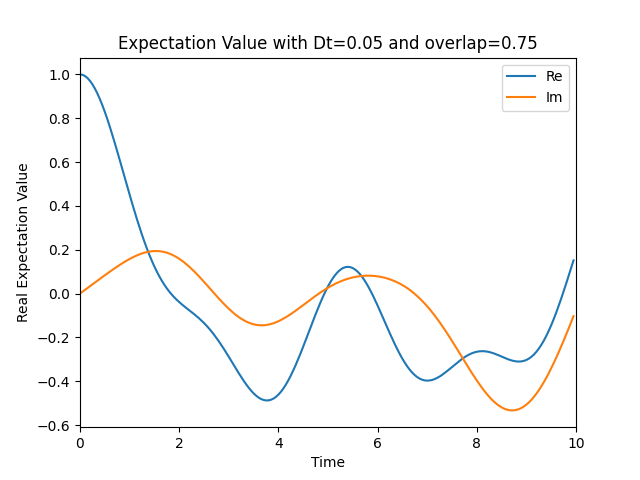 Expectation Value with Dt=0.05 and overlap=0.75
Re
Im
Real Expectation Value
1.0
0.8
0.6
0.4
0.2
0.0
−0.2
−0.4
−0.6
0 2 4 6 8 10
Time